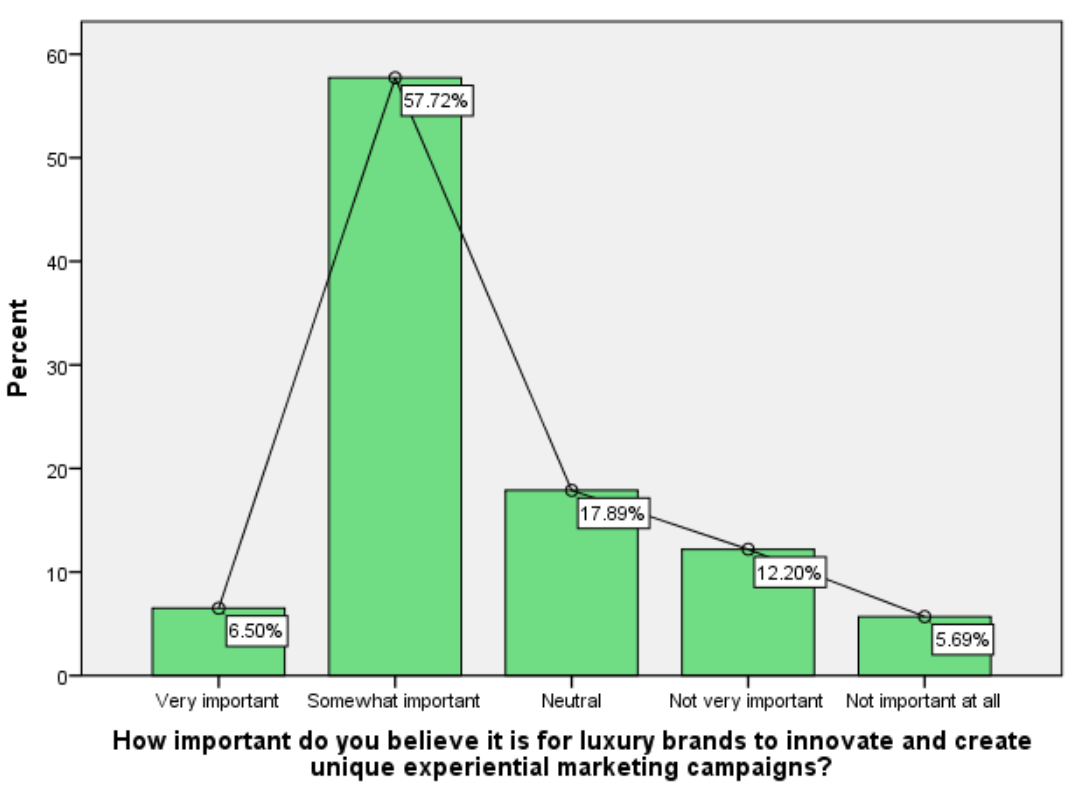 Percent
60
50
40
30
20
10
0
57.72%
17.89%
12.20%
6.50%
5.69%
Very important
Somewhat important
Neutral
Not very important
Not important at all
How important do you believe it is for luxury brands to innovate and create
unique experiential marketing campaigns?